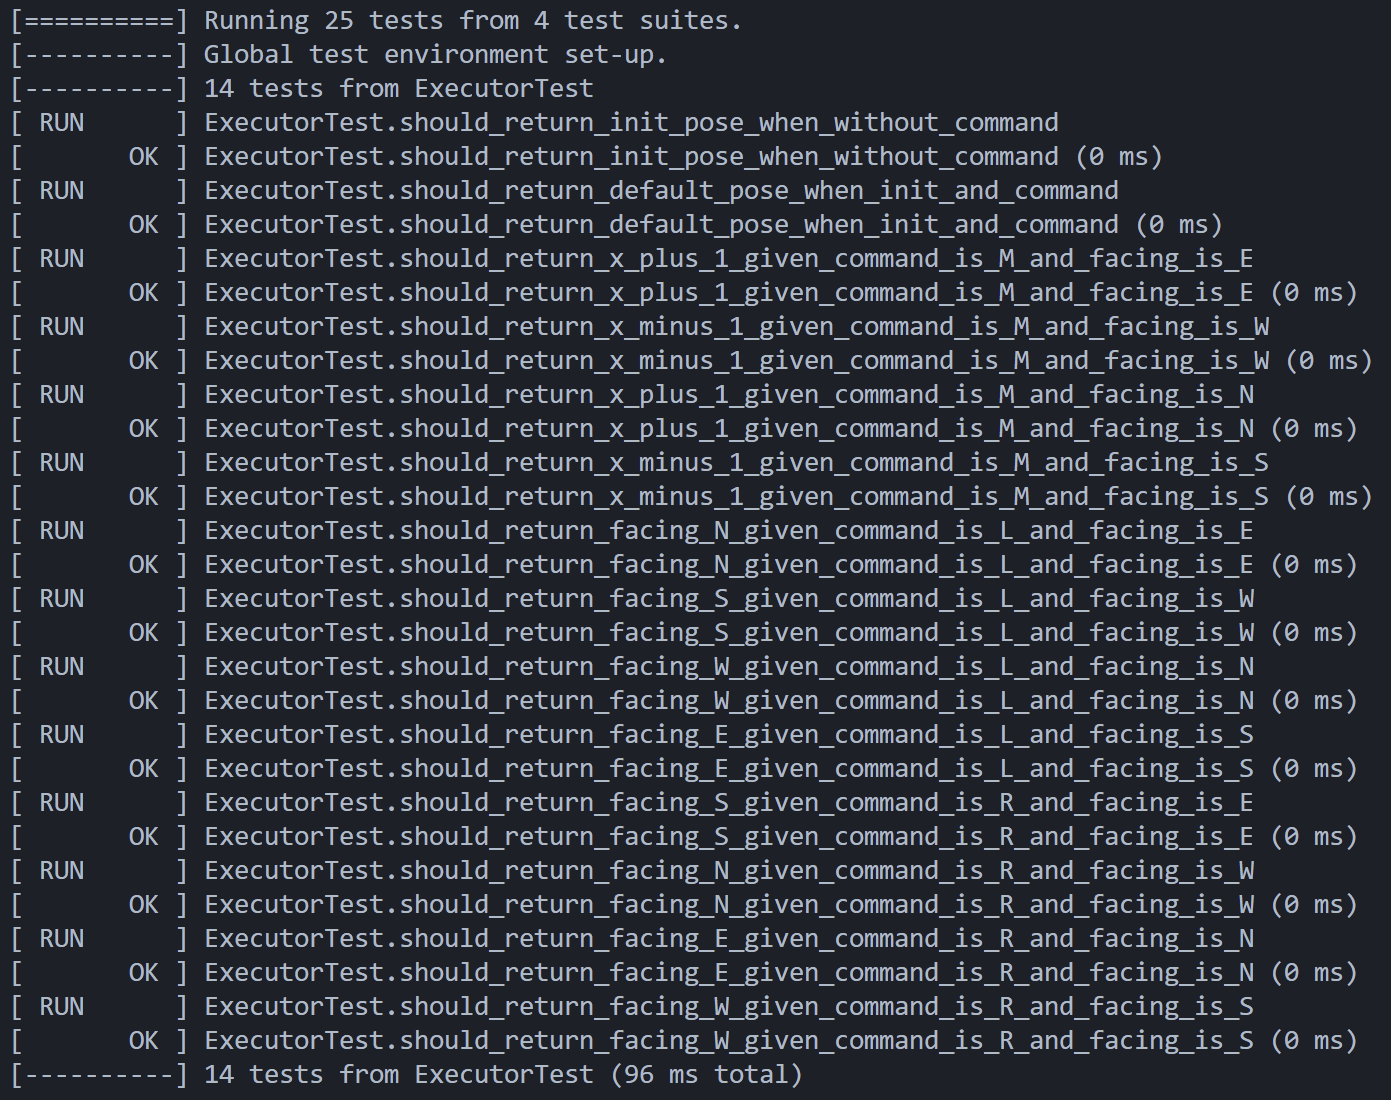 [==========] Running 25 tests from 4 test suites.
[----------] Global test environment set-up.
[----------] 14 tests from ExecutorTest
[ RUN      ] ExecutorTest.should_return_init_pose_when_without_command
[       OK ] ExecutorTest.should_return_init_pose_when_without_command (0 ms)
[ RUN      ] ExecutorTest.should_return_default_pose_when_init_and_command
[       OK ] ExecutorTest.should_return_default_pose_when_init_and_command (0 ms)
[ RUN      ] ExecutorTest.should_return_x_plus_1_given_command_is_M_and_facing_is_E
[       OK ] ExecutorTest.should_return_x_plus_1_given_command_is_M_and_facing_is_E (0 ms)
[ RUN      ] ExecutorTest.should_return_x_minus_1_given_command_is_M_and_facing_is_W
[       OK ] ExecutorTest.should_return_x_minus_1_given_command_is_M_and_facing_is_W (0 ms)
[ RUN      ] ExecutorTest.should_return_x_plus_1_given_command_is_M_and_facing_is_N
[       OK ] ExecutorTest.should_return_x_plus_1_given_command_is_M_and_facing_is_N (0 ms)
[ RUN      ] ExecutorTest.should_return_x_minus_1_given_command_is_M_and_facing_is_S
[       OK ] ExecutorTest.should_return_x_minus_1_given_command_is_M_and_facing_is_S (0 ms)
[ RUN      ] ExecutorTest.should_return_facing_N_given_command_is_L_and_facing_is_E
[       OK ] ExecutorTest.should_return_facing_N_given_command_is_L_and_facing_is_E (0 ms)
[ RUN      ] ExecutorTest.should_return_facing_S_given_command_is_L_and_facing_is_W
[       OK ] ExecutorTest.should_return_facing_S_given_command_is_L_and_facing_is_W (0 ms)
[ RUN      ] ExecutorTest.should_return_facing_W_given_command_is_L_and_facing_is_N
[       OK ] ExecutorTest.should_return_facing_W_given_command_is_L_and_facing_is_N (0 ms)
[ RUN      ] ExecutorTest.should_return_facing_E_given_command_is_L_and_facing_is_S
[       OK ] ExecutorTest.should_return_facing_E_given_command_is_L_and_facing_is_S (0 ms)
[ RUN      ] ExecutorTest.should_return_facing_S_given_command_is_R_and_facing_is_E
[       OK ] ExecutorTest.should_return_facing_S_given_command_is_R_and_facing_is_E (0 ms)
[ RUN      ] ExecutorTest.should_return_facing_N_given_command_is_R_and_facing_is_W
[       OK ] ExecutorTest.should_return_facing_N_given_command_is_R_and_facing_is_W (0 ms)
[ RUN      ] ExecutorTest.should_return_facing_E_given_command_is_R_and_facing_is_N
[       OK ] ExecutorTest.should_return_facing_E_given_command_is_R_and_facing_is_N (0 ms)
[ RUN      ] ExecutorTest.should_return_facing_W_given_command_is_R_and_facing_is_S
[       OK ] ExecutorTest.should_return_facing_W_given_command_is_R_and_facing_is_S (0 ms)
[----------] 14 tests from ExecutorTest (96 ms total)